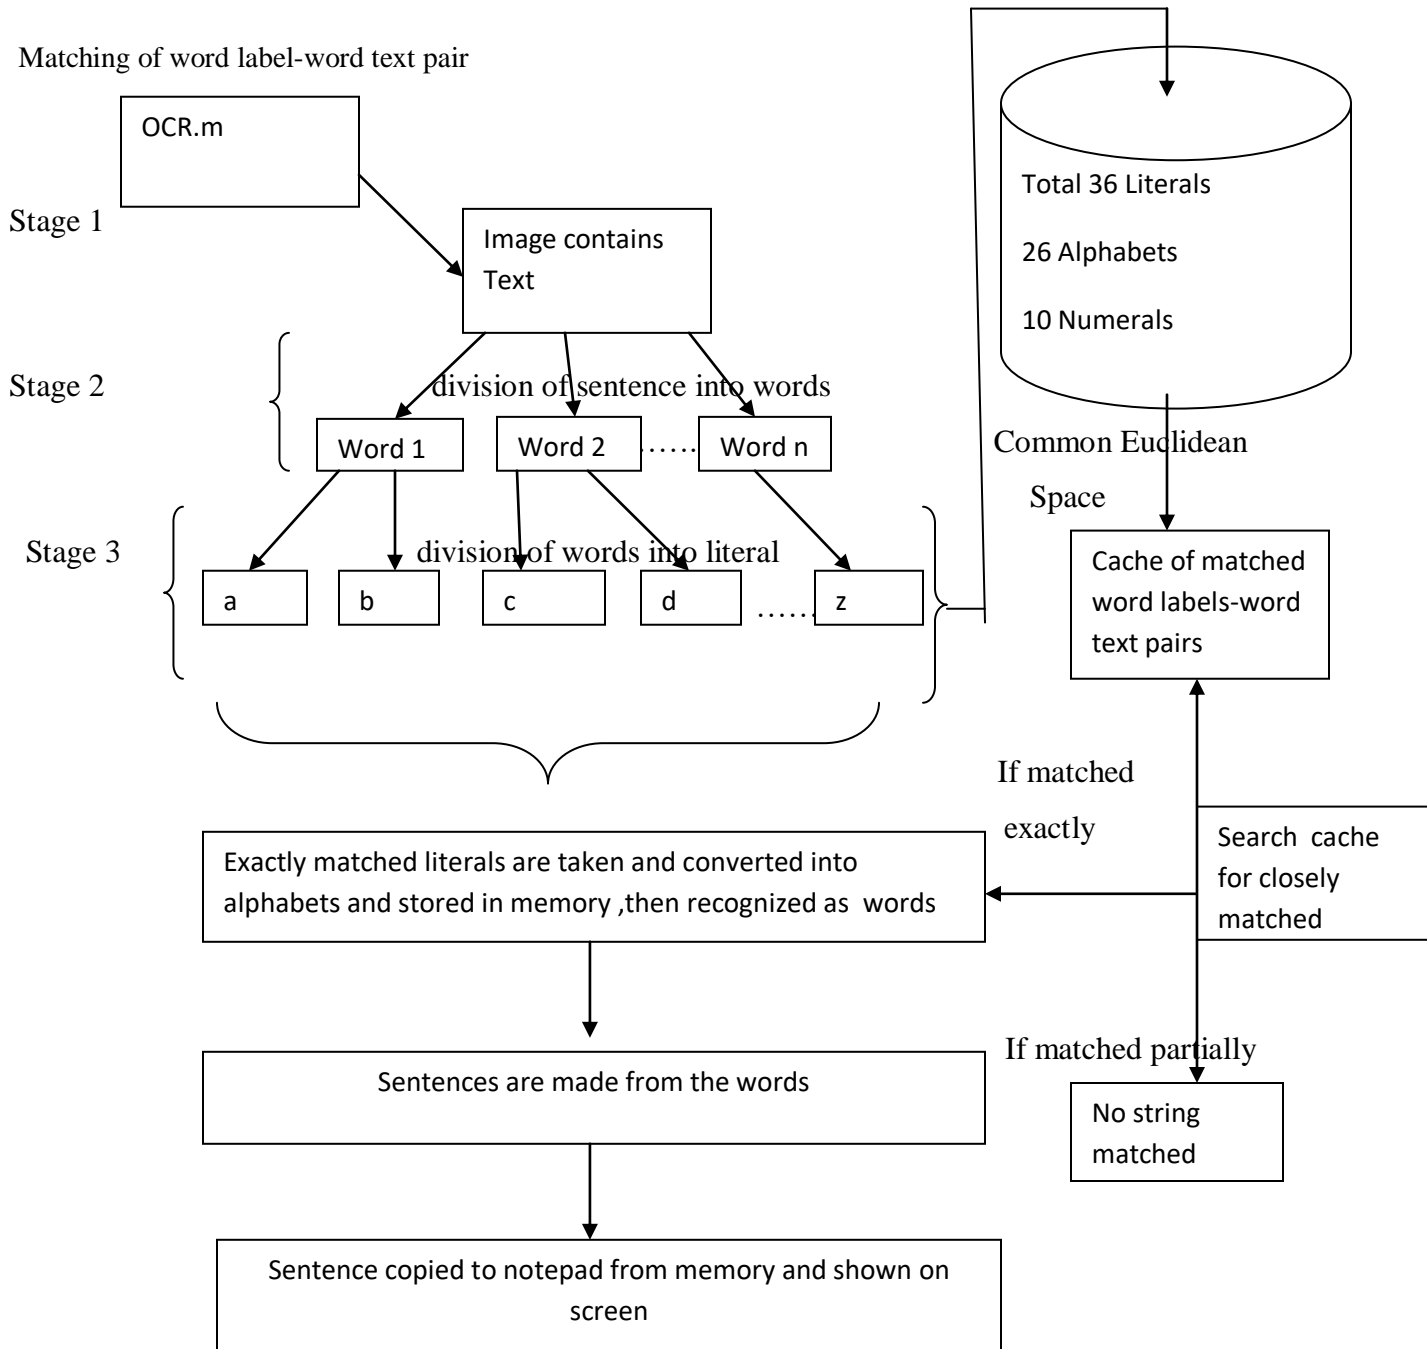 Matching of word label-word text pair
OCR.m
Stage 1
Image contains
Text
Stage 2
division of sentence into words
Word 1
Word 2
......
Word n
Stage 3
division of words into literal
a
b
c
d
......
z
Total 36 Literals
26 Alphabets
10 Numerals
Common Euclidean
Space
Cache of matched
word labels-word
text pairs
If matched
exactly
Search cache
for closely
matched
Exactly matched literals are taken and converted into
alphabets and stored in memory ,then recognized as words
If matched partially
No string
matched
Sentences are made from the words
Sentence copied to notepad from memory and shown on
screen